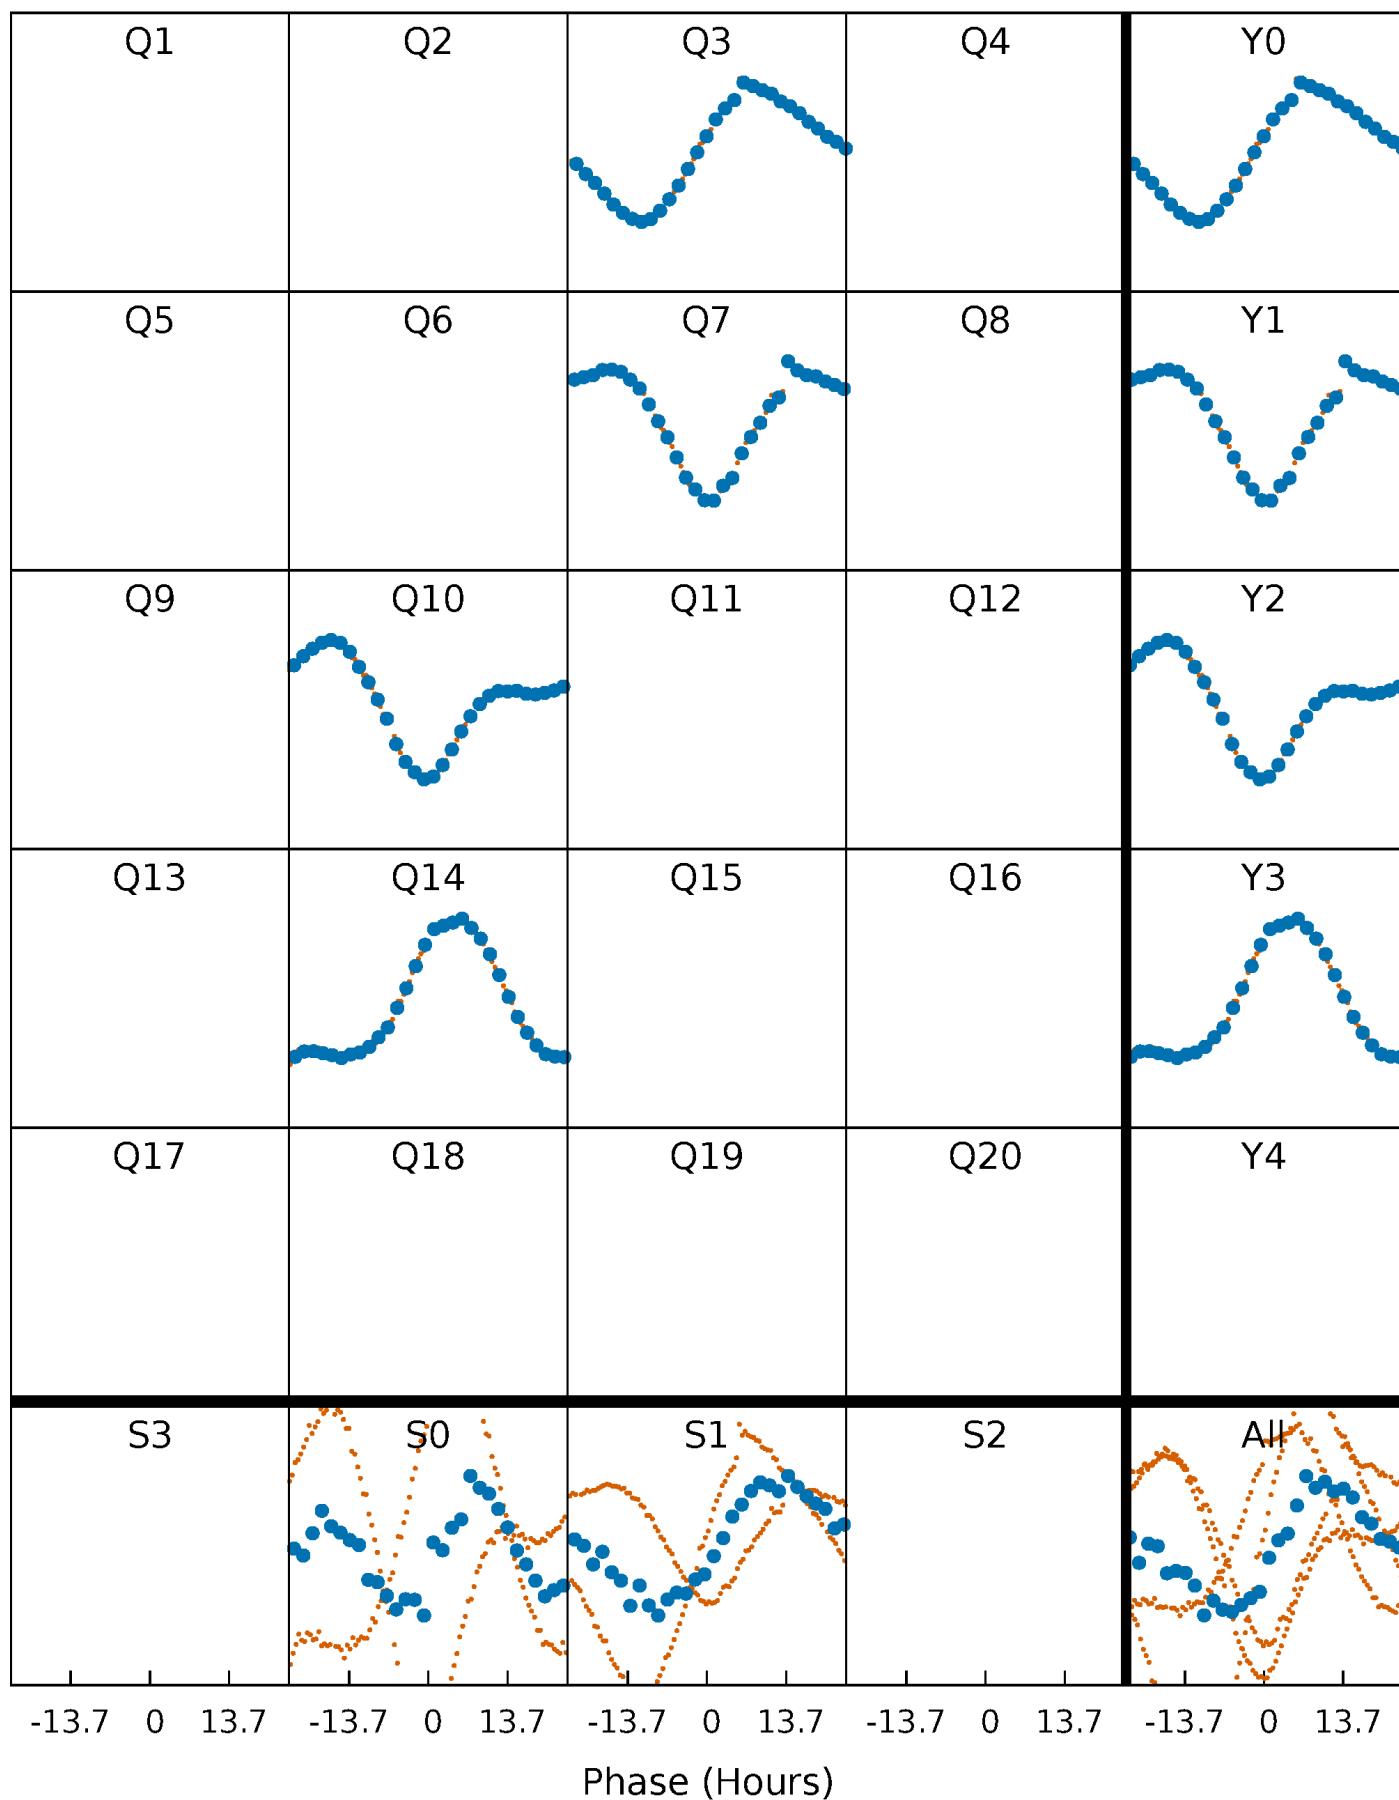 Q1 Q2 Q3 Q4 Y0
Q5 Q6 Q7 Q8 Y1
Q9 Q10 Q11 Q12 Y2
Q13 Q14 Q15 Q16 Y3
Q17 Q18 Q19 Q20 Y4
S3 S0 S1 S2 All
-13.7 0 13.7 -13.7 0 13.7 -13.7 0 13.7 -13.7 0 13.7 -13.7 0 13.7
Phase (Hours)